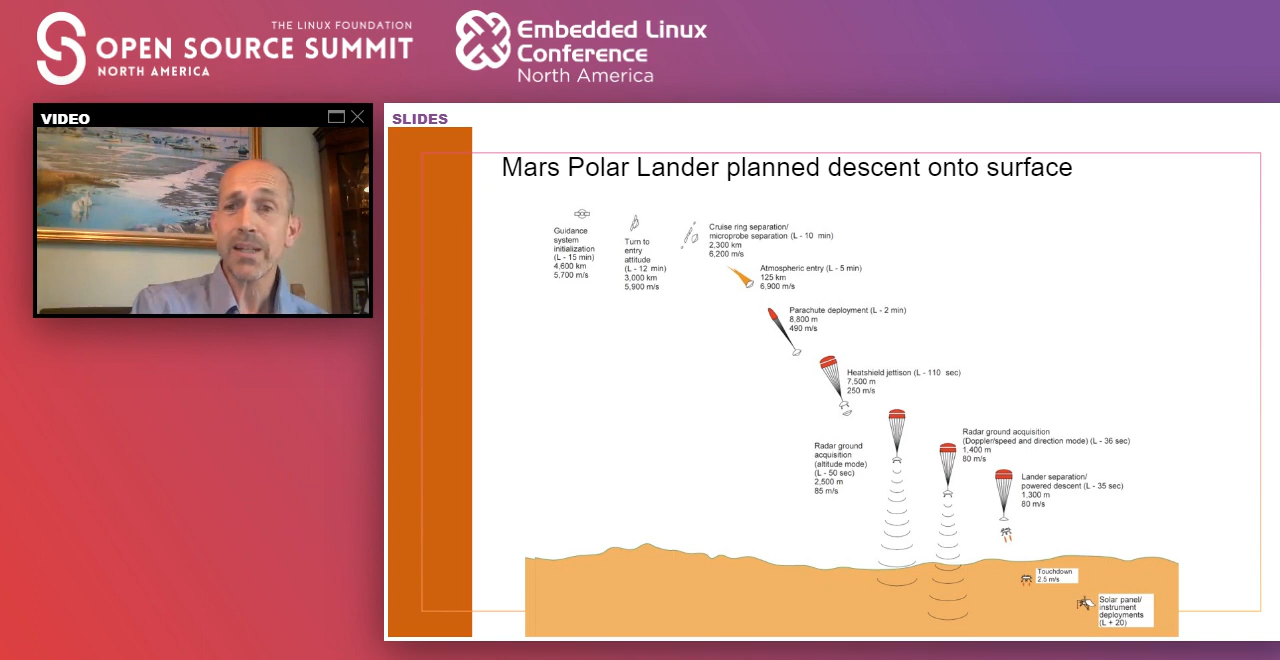 THE LINUX FOUNDATION
OPEN SOURCE SUMMIT
NORTH AMERICA
Embedded Linux
Conference
North America
VIDEO
SLIDES
Mars Polar Lander planned descent onto surface
Guidance
system
initialization
(L - 15 min)
4,600 km
5,700 m/s
Turn to
entry
attitude
(L - 12 min)
3,000 km
5,900 m/s
Cruise ring separation/
microprobe separation (L - 10 min)
2,300 km
6,200 m/s
Atmospheric entry (L - 5 min)
125 km
6,900 m/s
Parachute deployment (L - 2 min)
8,800 m
490 m/s
Heatshield jettison (L - 110 sec)
7,500 m
250 m/s
Radar ground
acquisition
(altitude mode)
(L - 50 sec)
2,500 m
85 m/s
Radar ground acquisition
(Doppler/speed and direction mode) (L - 36 sec)
1,400 m
80 m/s
Lander separation/
powered descent (L - 35 sec)
1,300 m
80 m/s
Touchdown
2.5 m/s
Solar panel/
instrument
deployments
(L + 20)